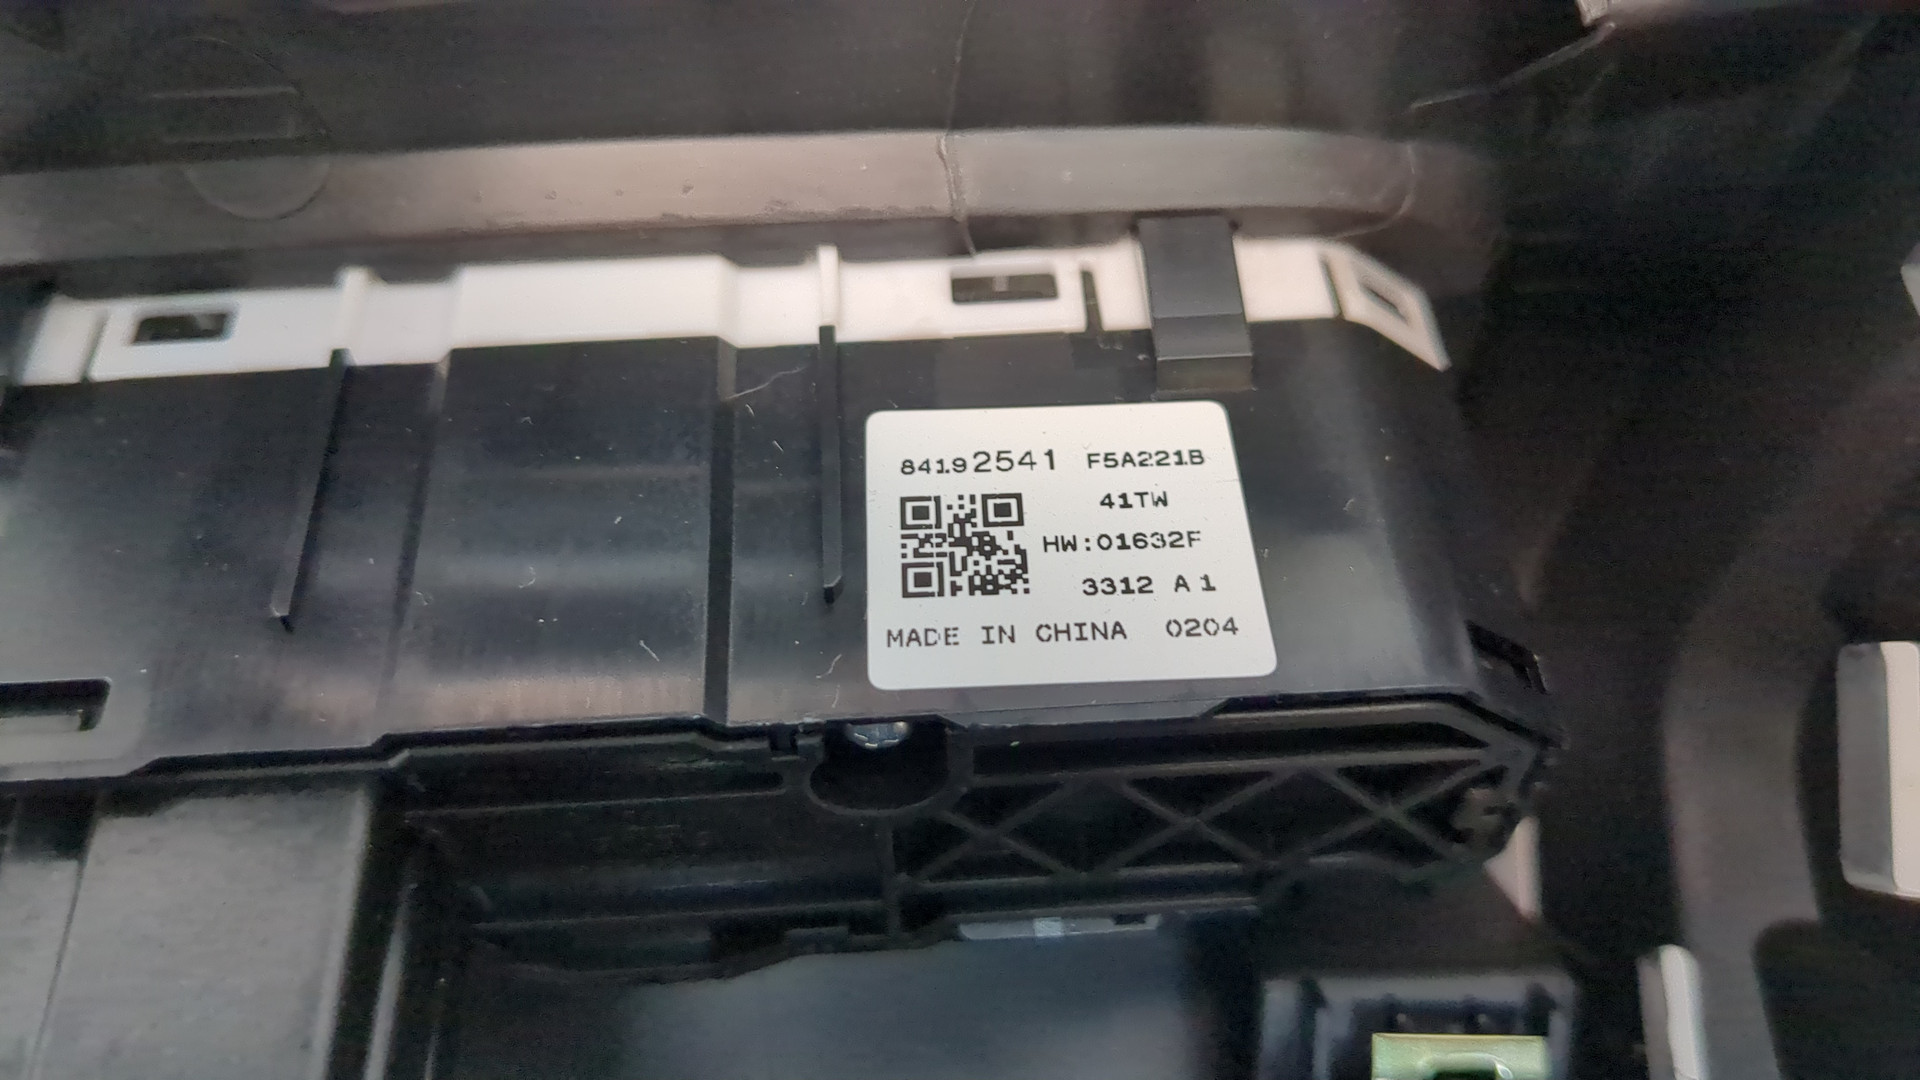 84192541 F5A221B
41TW
HW:01632F
3312 A1
MADE IN CHINA 0204